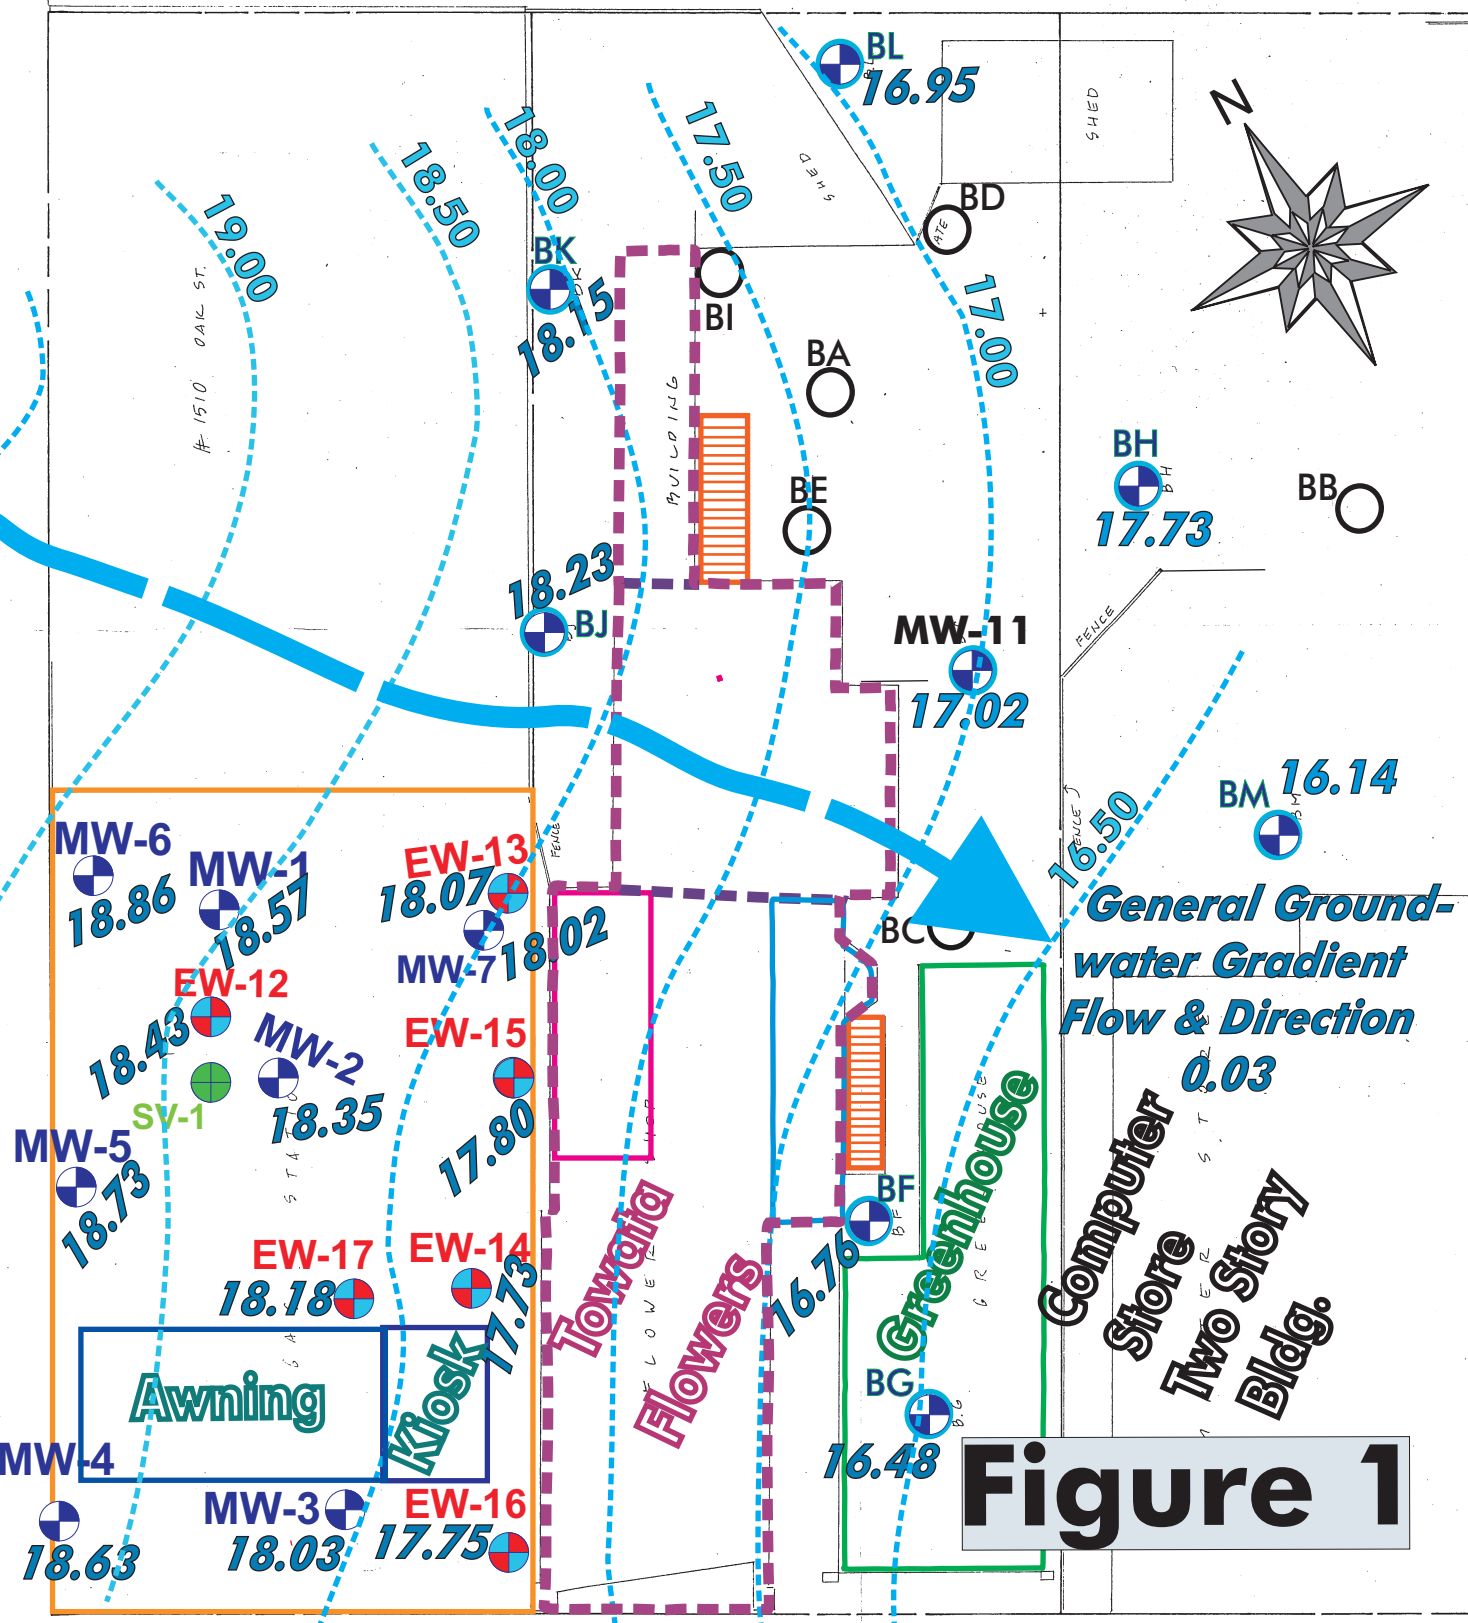 BL
16.95
SHED
N
18.00
17.50
18.50
SHED
19.00
BD
BK
18.15
# 1510 OAK ST.
BI
17.00
BA
BUILDING
BH
BH
17.73
BE
BB
18.23
BJ
MW-11
17.02
FENCE
BM
16.14
BM
16.50
FENCE
FENCE
MW-6
18.86
MW-1
18.57
EW-13
18.07
MW-7
18.02
BC
General Ground-
water Gradient
Flow & Direction
0.03
EW-12
18.43
MW-2
18.35
SV-1
EW-15
17.80
MW-5
18.73
BF
BF
16.76
Greenhouse
Computer
Store
Two Story
Bldg.
EW-17
18.18
EW-14
17.73
Towata
Flowers
Awning
Kiosk
BG
B.G
16.48
MW-4
18.63
MW-3
18.03
EW-16
17.75
Figure 1